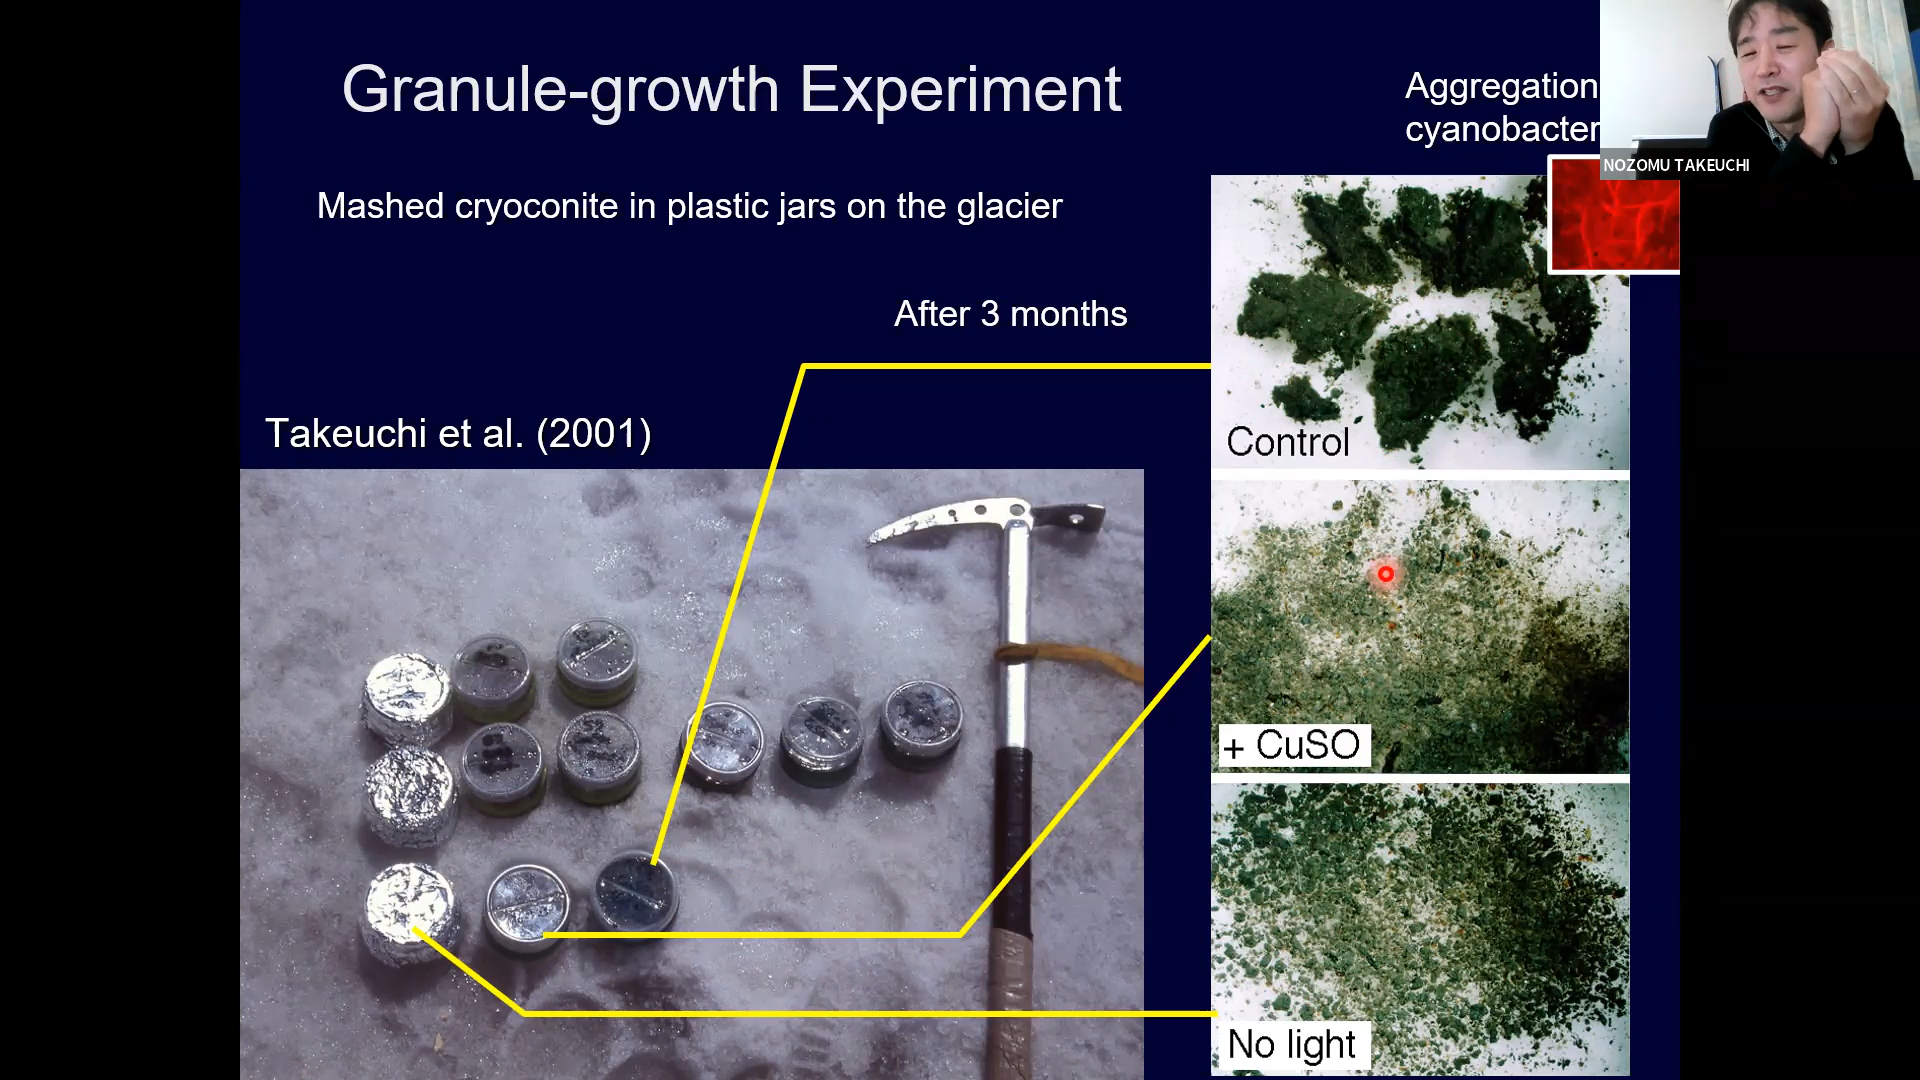 Granule-growth Experiment
Aggregation
cyanobacter
NOZOMU TAKEUCHI
Mashed cryoconite in plastic jars on the glacier
After 3 months
Takeuchi et al. (2001)
Control
+ CuSO
No light